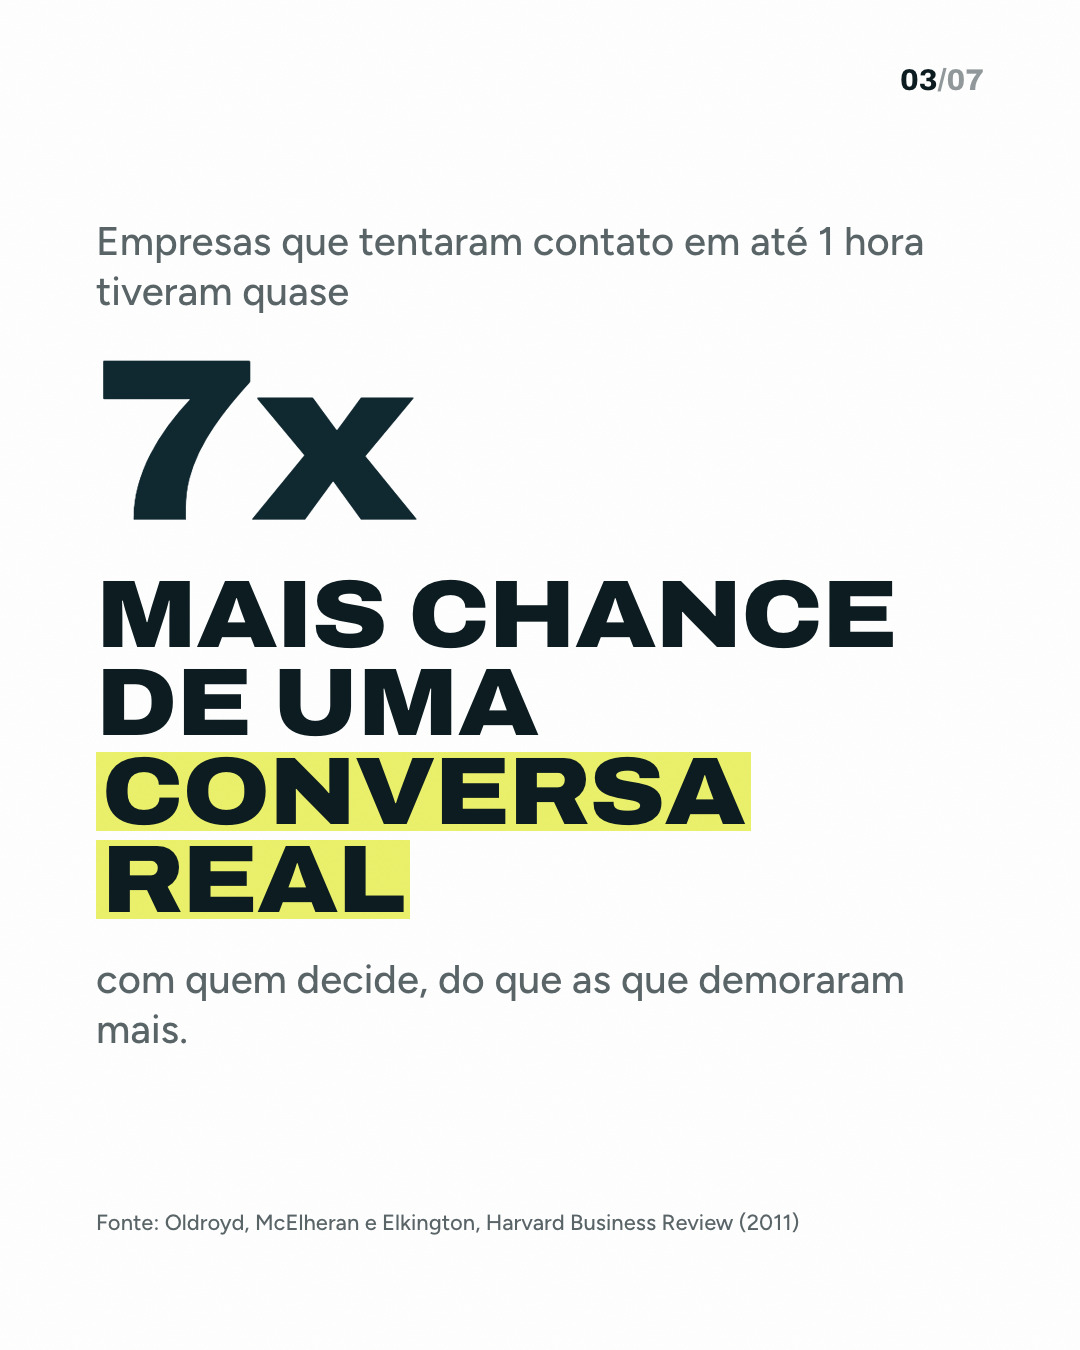 03/07
Empresas que tentaram contato em até 1 hora
tiveram quase
7x
MAIS CHANCE
DE UMA
CONVERSA
REAL
com quem decide, do que as que demoraram
mais.
Fonte: Oldroyd, McElheran e Elkington, Harvard Business Review (2011)